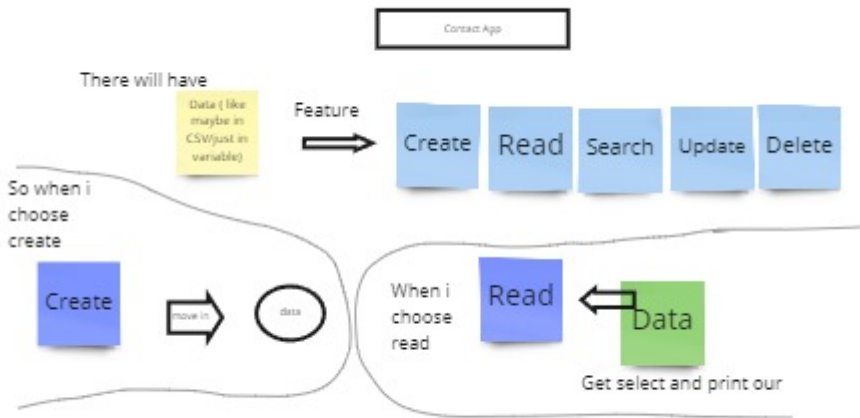 Contact App
There will have
Data ( like
maybe in
CSV/just in
variable)
Feature
Create
Read
Search
Update
Delete
So when i
choose
create
Create
move in
data
When i
choose
read
Read
Data
Get select and print our